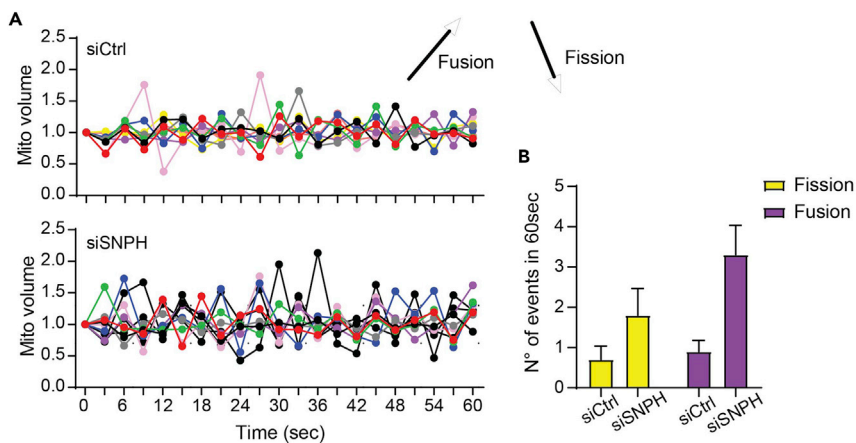 A
siCtrl
Fusion
Fission
Mito volume
2.5
2.0
1.5
1.0
0.5
0.0
siSNPH
Mito volume
2.5
2.0
1.5
1.0
0.5
0.0
0 6 12 18 24 30 36 42 48 54 60
Time (sec)
B
Fission
Fusion
N° of events in 60sec
5
4
3
2
1
0
siCtrl siSNPH siCtrl siSNPH